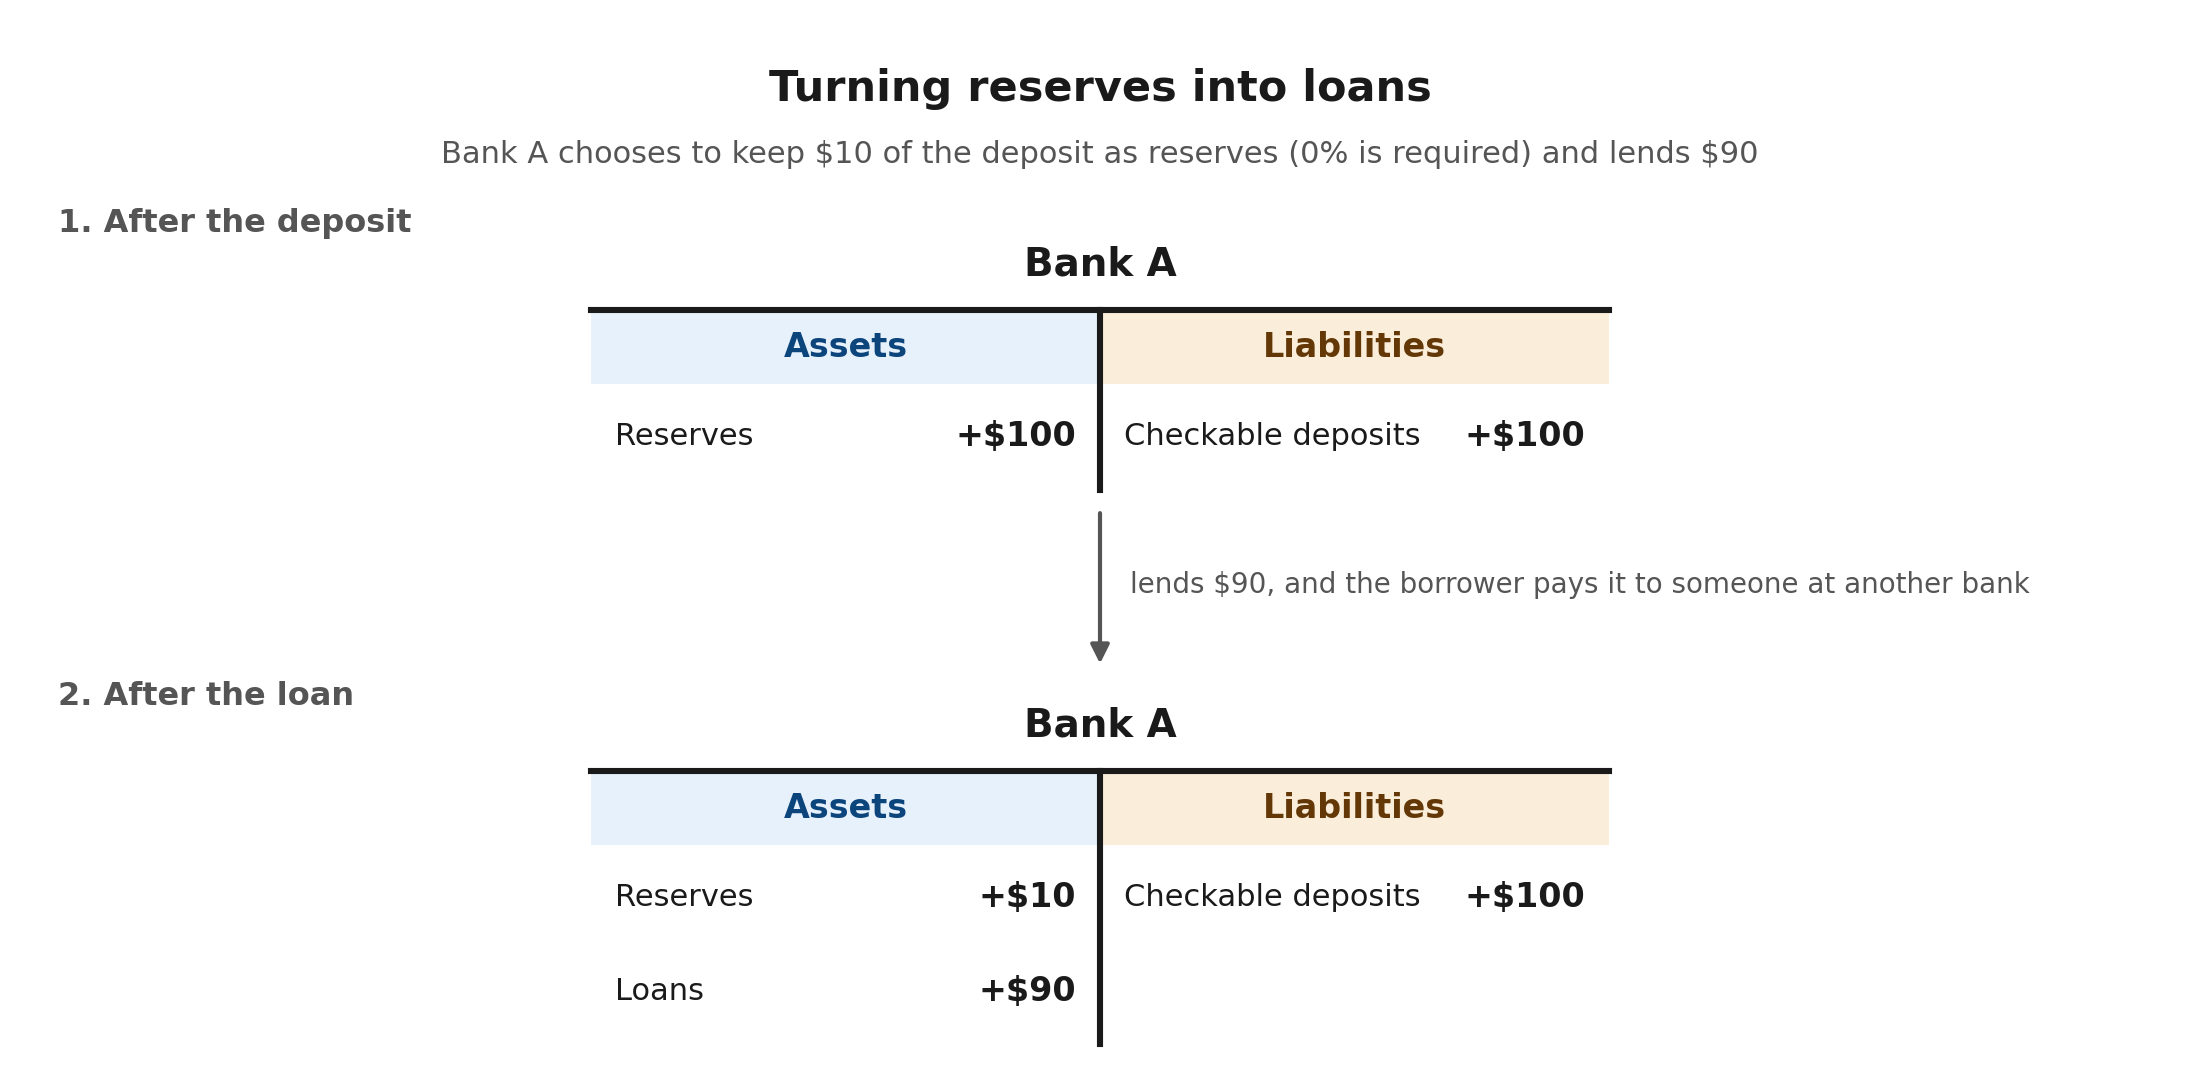 Turning reserves into loans
Bank A chooses to keep $10 of the deposit as reserves (0% is required) and lends $90
1. After the deposit
Bank A
Assets Liabilities
Reserves +$100 Checkable deposits +$100
lends $90, and the borrower pays it to someone at another bank
2. After the loan
Bank A
Assets Liabilities
Reserves +$10 Checkable deposits +$100
Loans +$90